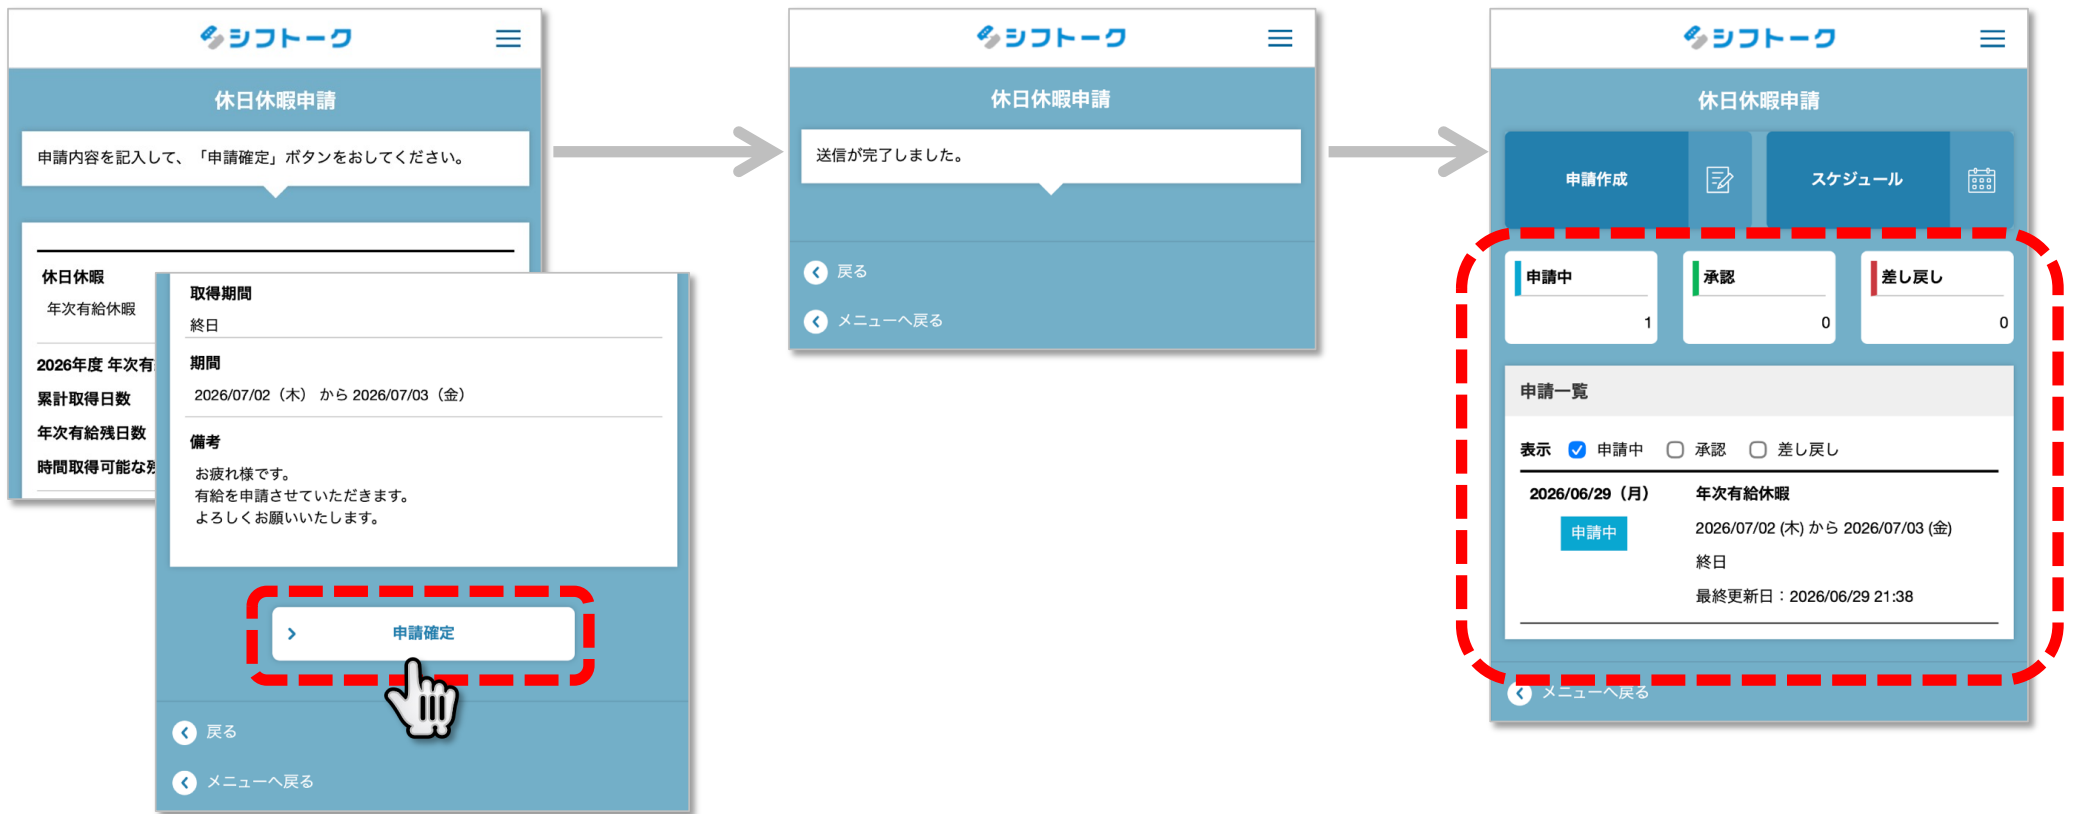 シフトーク
休日休暇申請
申請内容を記入して、「申請確定」ボタンをおしてください。
休日休暇
年次有給休暇
2026年度 年次有
累計取得日数
年次有給残日数
時間取得可能な
取得期間
終日
期間
2026/07/02（木） から 2026/07/03（金）
備考
お疲れ様です。
有給を申請させていただきます。
よろしくお願いいたします。
申請確定
戻る
メニューへ戻る
シフトーク
休日休暇申請
送信が完了しました。
戻る
メニューへ戻る
シフトーク
休日休暇申請
申請作成
スケジュール
申請中
1
承認
0
差し戻し
0
申請一覧
表示 申請中 承認 差し戻し
2026/06/29（月） 年次有給休暇
申請中 2026/07/02 (木) から 2026/07/03 (金)
終日
最終更新日：2026/06/29 21:38
メニューへ戻る